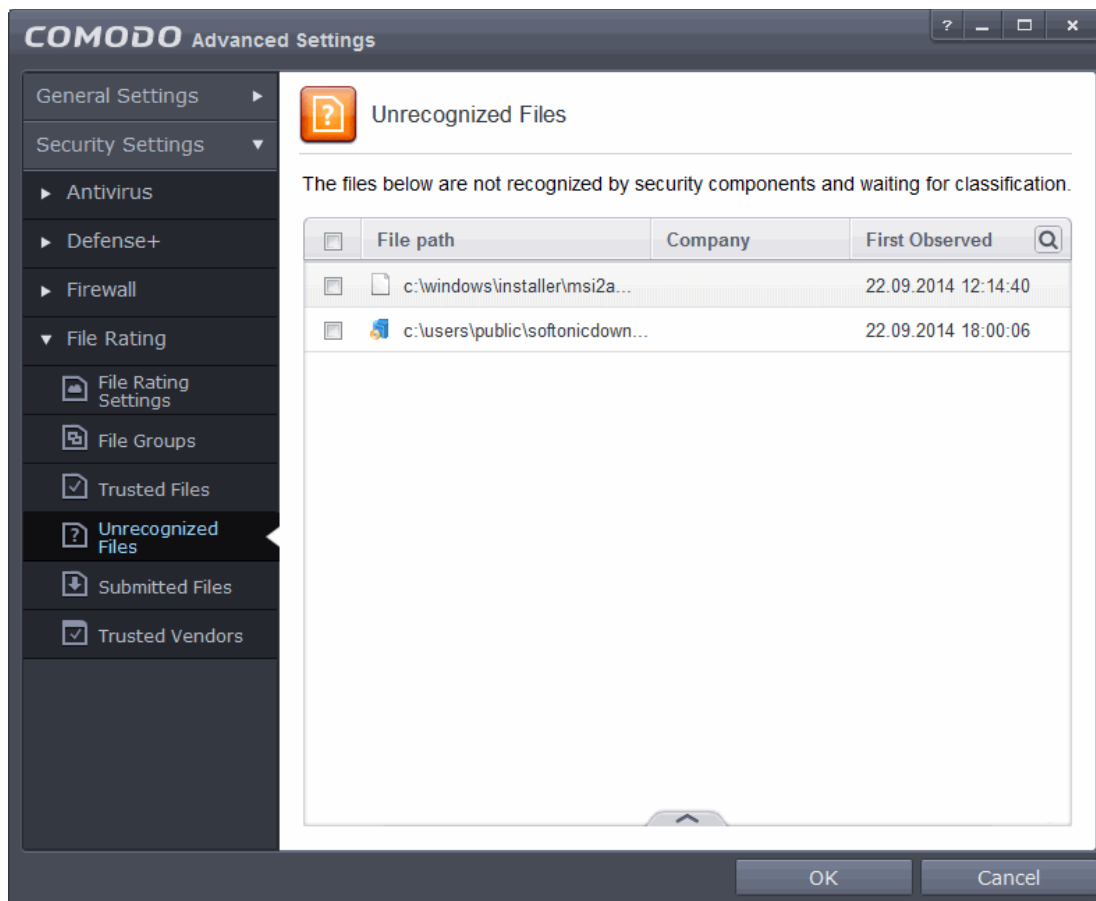 COMODO Advanced Settings
General Settings
Security Settings
Antivirus
Defense+
Firewall
File Rating
File Rating
Settings
File Groups
Trusted Files
Unrecognized
Files
Submitted Files
Trusted Vendors
Unrecognized Files
The files below are not recognized by security components and waiting for classification.
File path Company First Observed
c:\windows\installer\msi2a... 22.09.2014 12:14:40
c:\users\public\softonicdown... 22.09.2014 18:00:06
OK Cancel